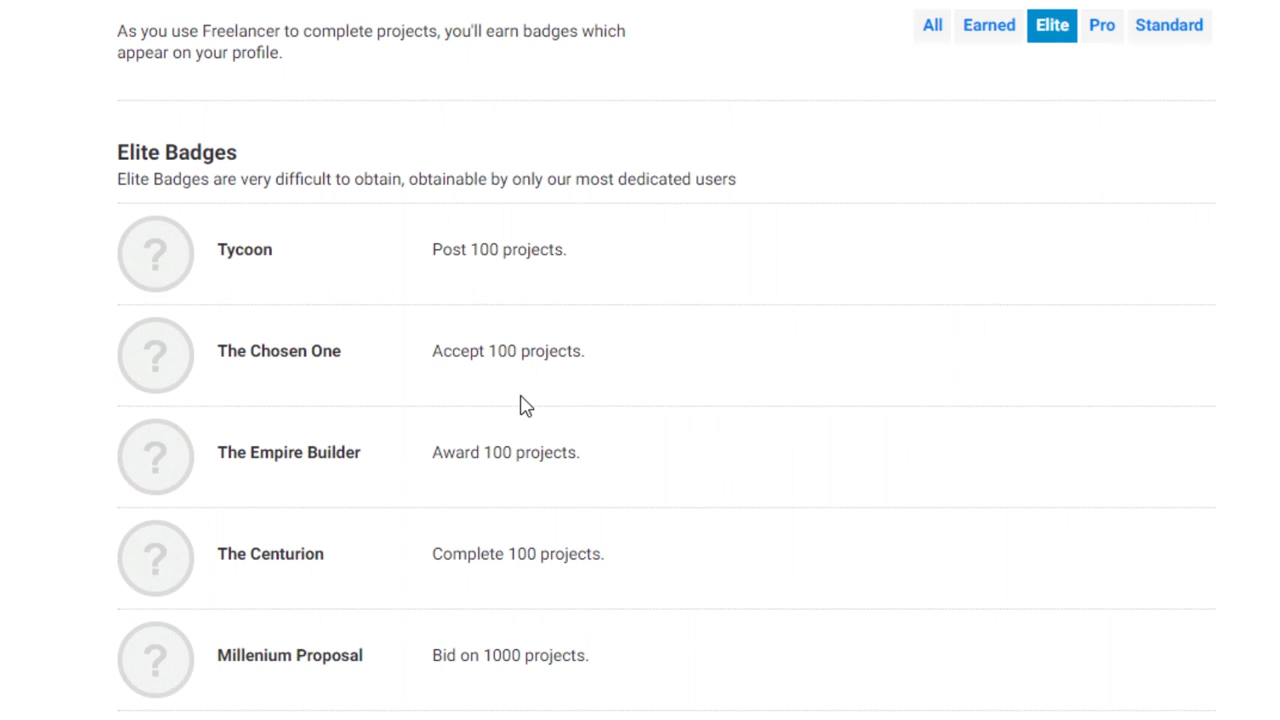 As you use Freelancer to complete projects, you'll earn badges which
appear on your profile.
All Earned Elite Pro Standard
Elite Badges
Elite Badges are very difficult to obtain, obtainable by only our most dedicated users
? Tycoon Post 100 projects.
? The Chosen One Accept 100 projects.
? The Empire Builder Award 100 projects.
? The Centurion Complete 100 projects.
? Millenium Proposal Bid on 1000 projects.